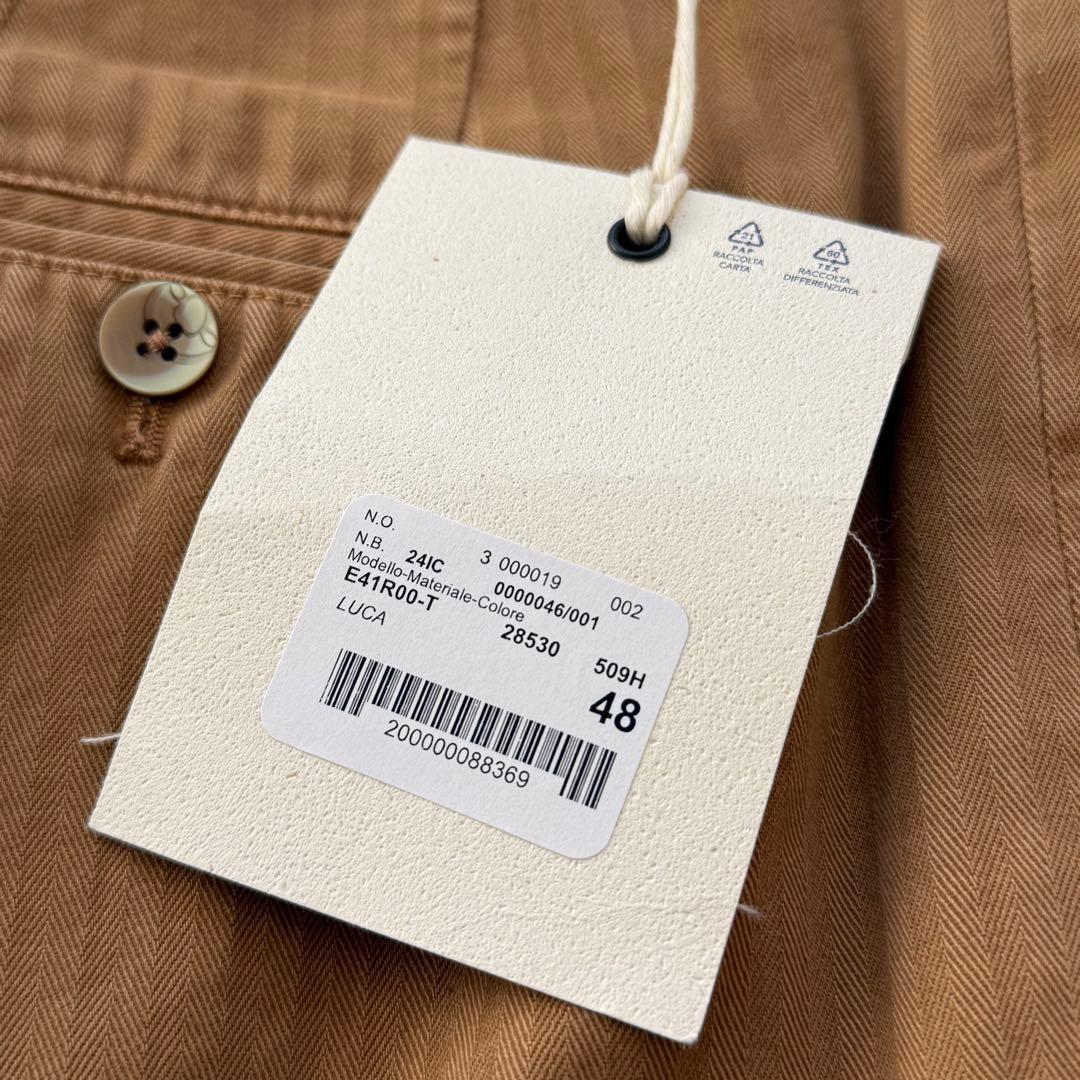 21
PAP
RACCOLTA
CARTA
60
TEX
RACCOLTA
DIFFERENZIATA
N.O. 3 000019 002
N.B. 24IC 0000046/001
Modello-Materiale-Colore
E41R00-T 28530 509H
LUCA 48
200000088369